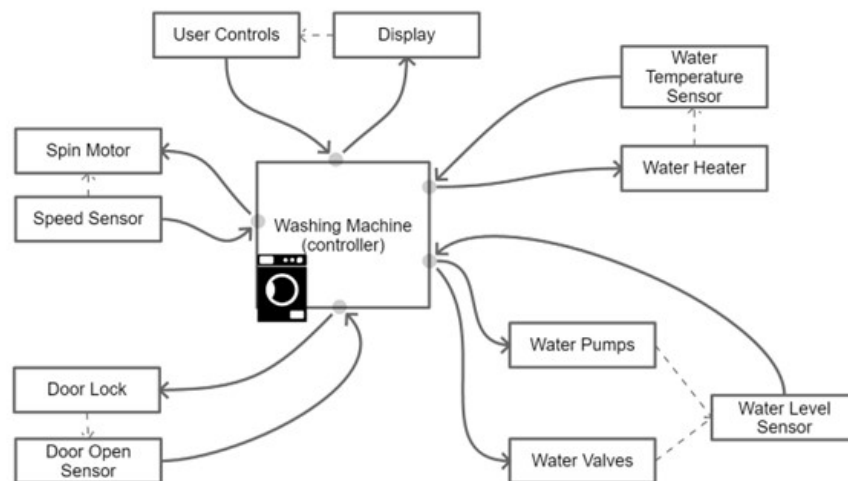 User Controls
Display
Water
Temperature
Sensor
Spin Motor
Water Heater
Speed Sensor
Washing Machine
(controller)
Water Pumps
Door Lock
Water Level
Sensor
Door Open
Sensor
Water Valves